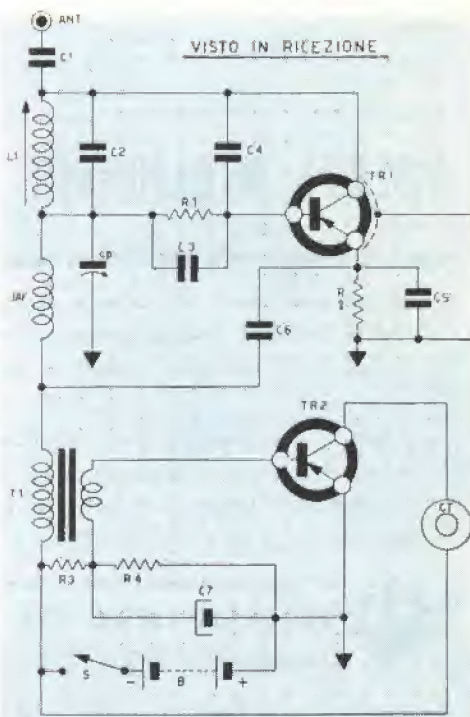 ANT
C1
VISTO IN RICEZIONE
L1
C2
C4
TR1
R1
C3
CP
JAF
R2
C5
C6
TR2
T1
CT
R3
R4
C7
S
-
B
+